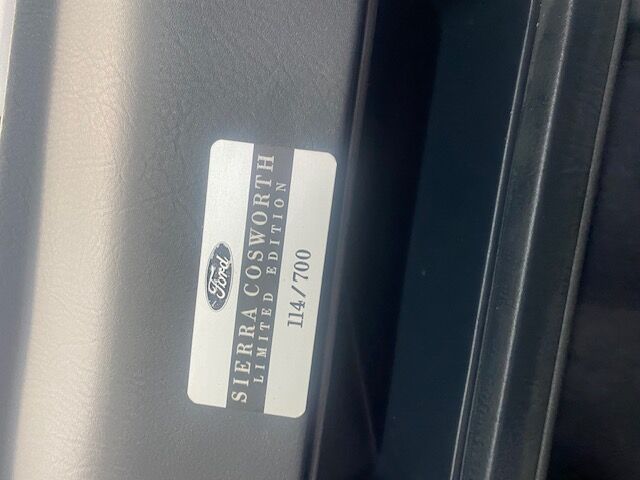 Ford
SIERRA COSWORTH
LIMITED EDITION
114/700